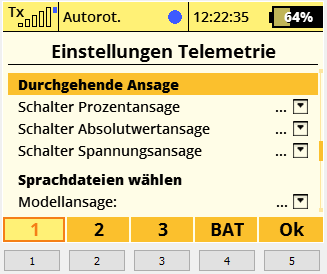 Tx Autorot. 12:22:35 64%
Einstellungen Telemetrie
Durchgehende Ansage
Schalter Prozentansage ...
Schalter Absolutwertansage ...
Schalter Spannungsansage ...
Sprachdateien wählen
Modellansage: ...
1 2 3 BAT Ok
1 2 3 4 5